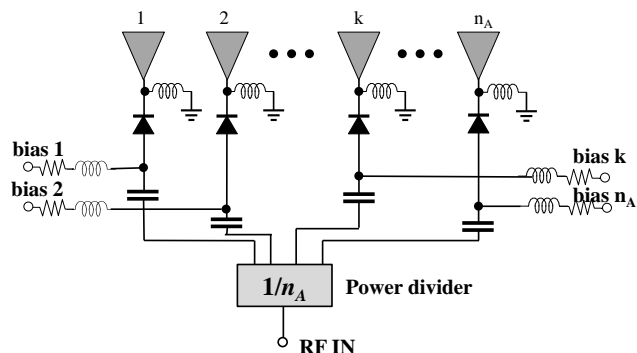 1 2 k n_A
bias 1
bias 2
bias k
bias n_A
1/n_A
Power divider
RF IN